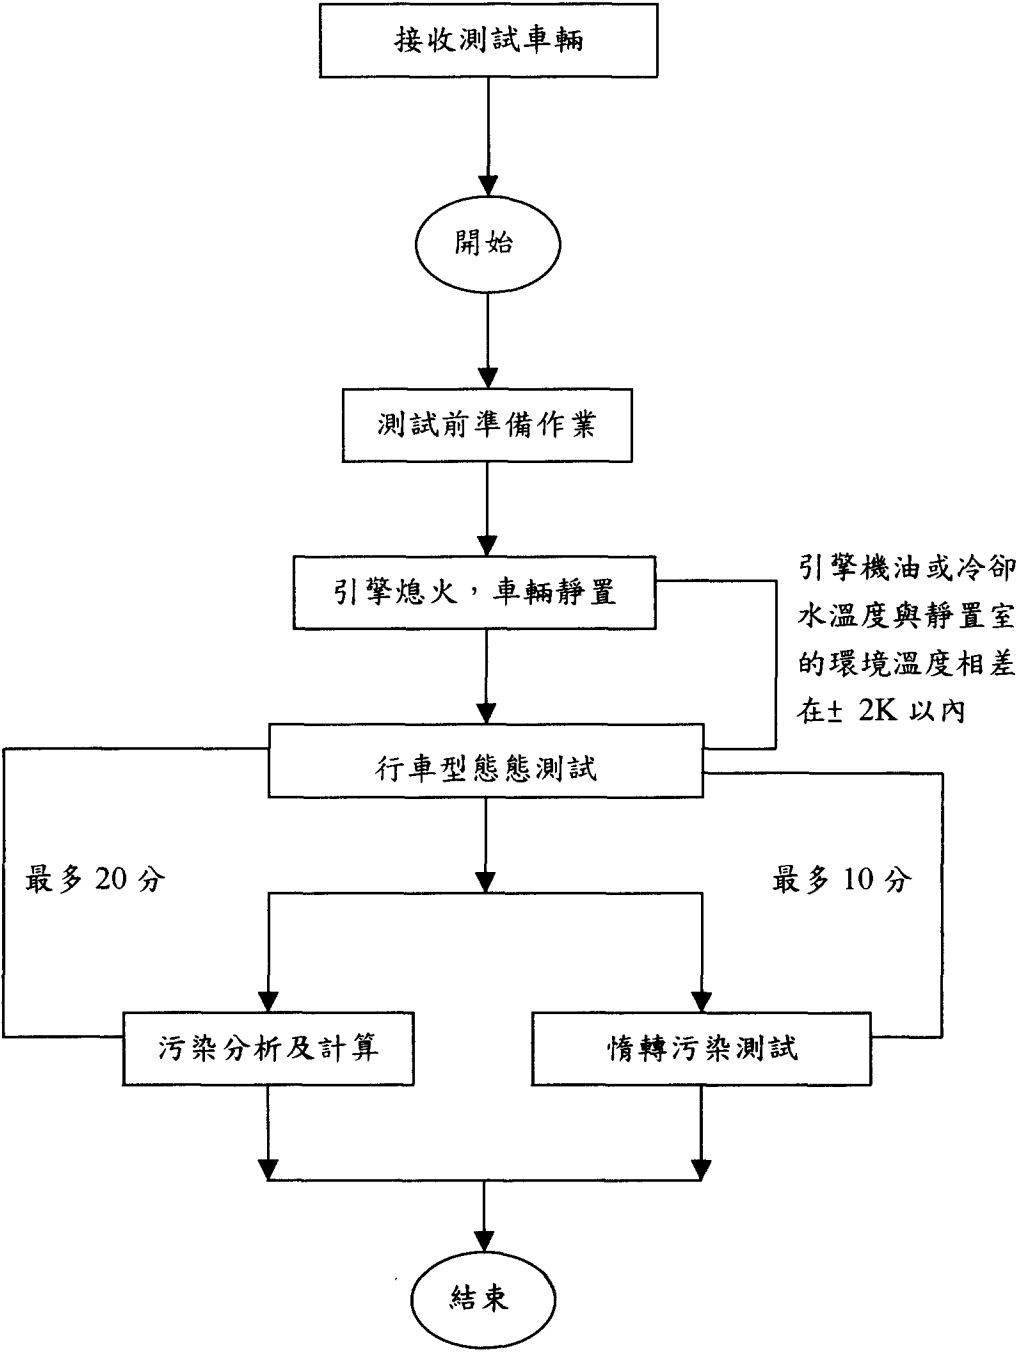 接收測試車輛
開始
測試前準備作業
引擎熄火，車輛靜置
引擎機油或冷卻
水溫度與靜置室
的環境溫度相差
在± 2K 以內
行車型態態測試
最多 20 分
最多 10 分
污染分析及計算
惰轉污染測試
結束